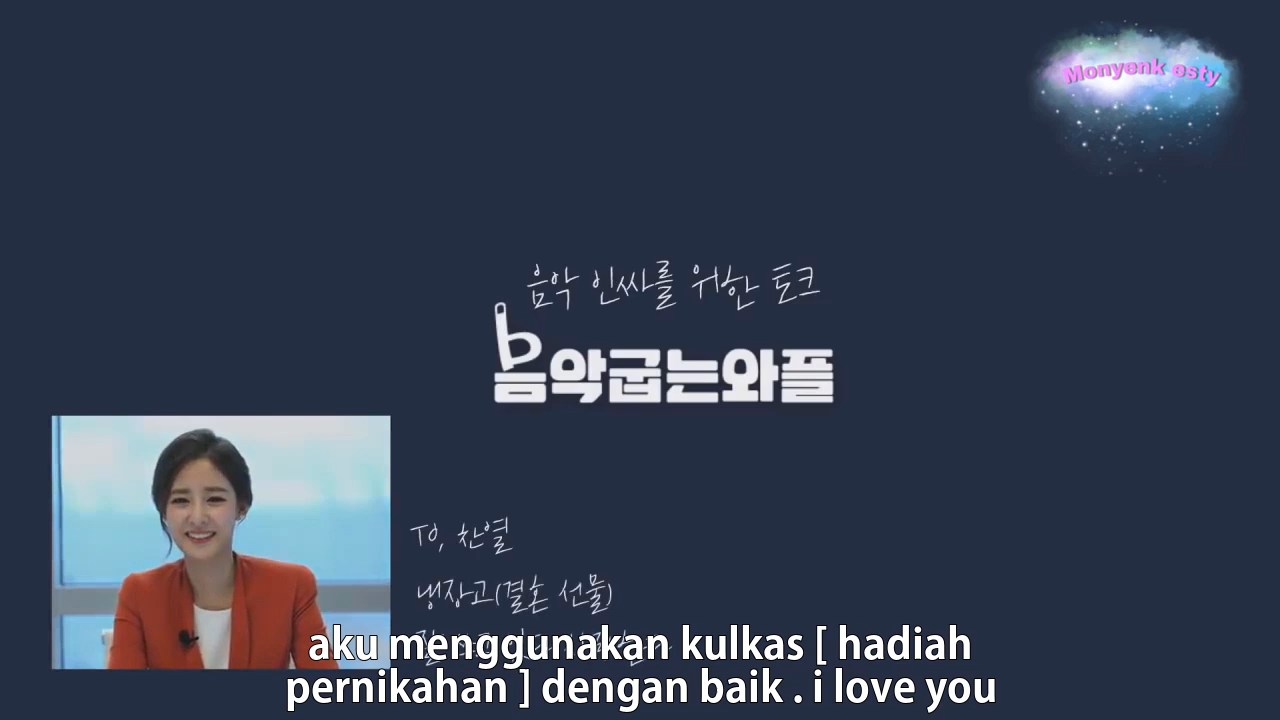 Monyenk esty
음악 인싸를 위한 토크
음악굽는와플
To, 찬열
냉장고(결혼 선물)
잘
aku menggunakan kulkas [ hadiah
pernikahan ] dengan baik . i love you